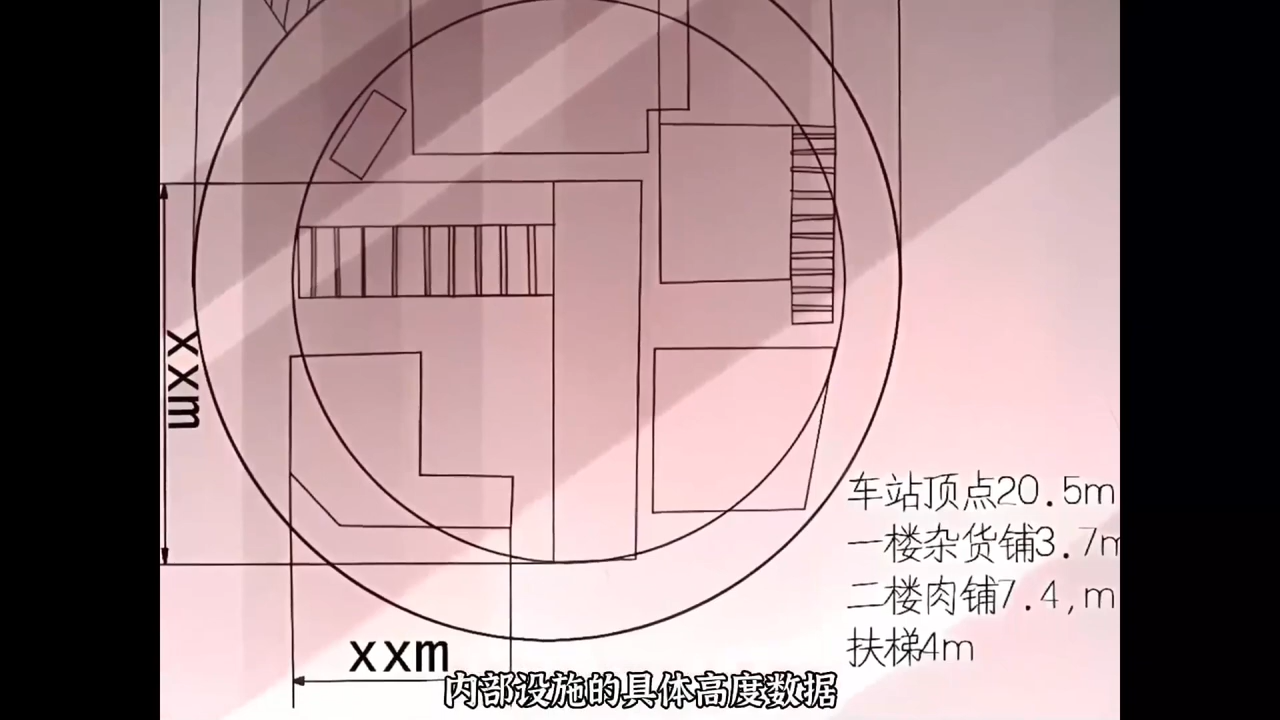 xxm
车站顶点20.5m
一楼杂货铺3.7m
二楼肉铺7.4,m
扶梯4m
xxm
内部设施的具体高度数据